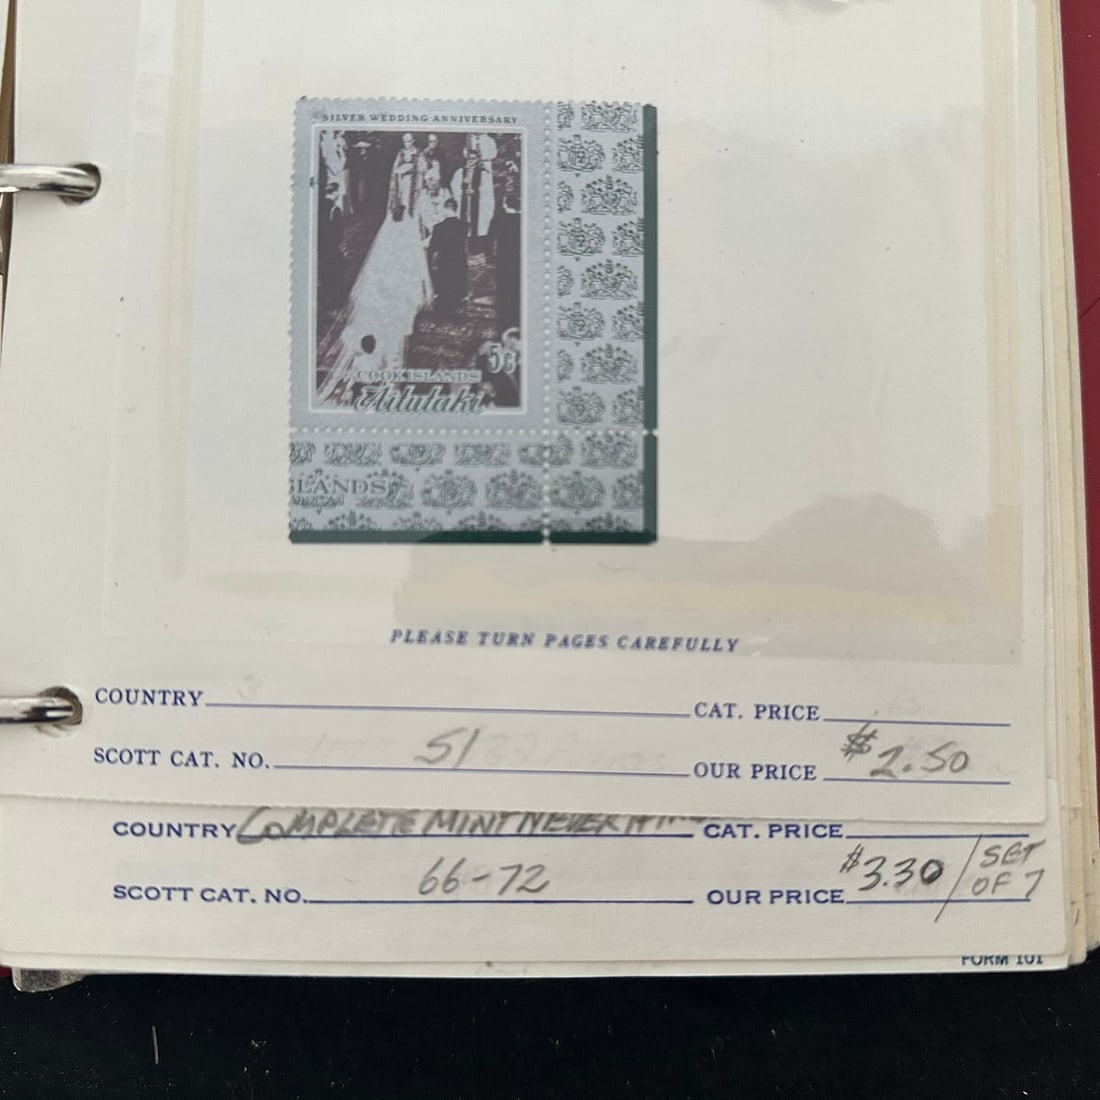 SILVER WEDDING ANNIVERSARY
5c
COOK ISLANDS
Aitutaki
ISLANDS
PLEASE TURN PAGES CAREFULLY
COUNTRY CAT. PRICE .65
SCOTT CAT. NO. 51 OUR PRICE $2.50
COUNTRY COMPLETE MINT NEVER CAT. PRICE
SCOTT CAT. NO. 66-72 OUR PRICE $3.30 / SET OF 7
FORM 101